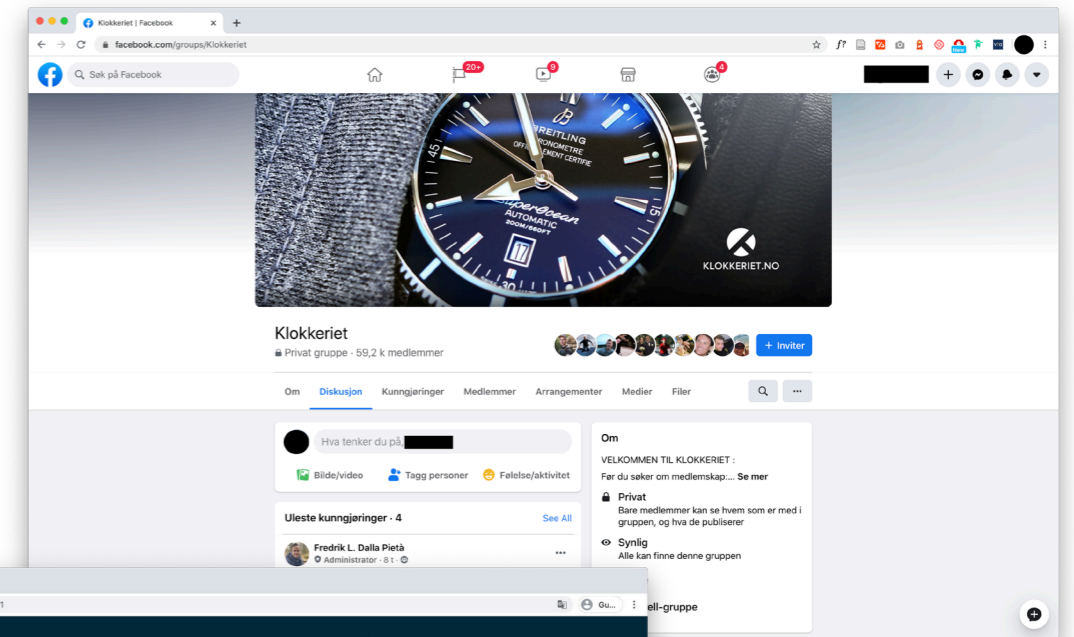 Klokkeriet | Facebook
facebook.com/groups/Klokkeriet
Søk på Facebook
20+
9
4
BREITLING
CHRONOMETRE
OFFICIELLEMENT CERTIFIE
45
SuperOcean
AUTOMATIC
200M/660FT
15
17
30
KLOKKERIET.NO
Klokkeriet
Privat gruppe · 59,2 k medlemmer
+ Inviter
Om Diskusjon Kunngjøringer Medlemmer Arrangementer Medier Filer
Hva tenker du på,
Bilde/video Tagg personer Følelse/aktivitet
Uleste kunngjøringer · 4 See All
Fredrik L. Dalla Pietà
Administrator · 8 t
Om
VELKOMMEN TIL KLOKKERIET :
Før du søker om medlemskap:... Se mer
Privat
Bare medlemmer kan se hvem som er med i
gruppen, og hva de publiserer
Synlig
Alle kan finne denne gruppen
ell-gruppe
1
Gu...